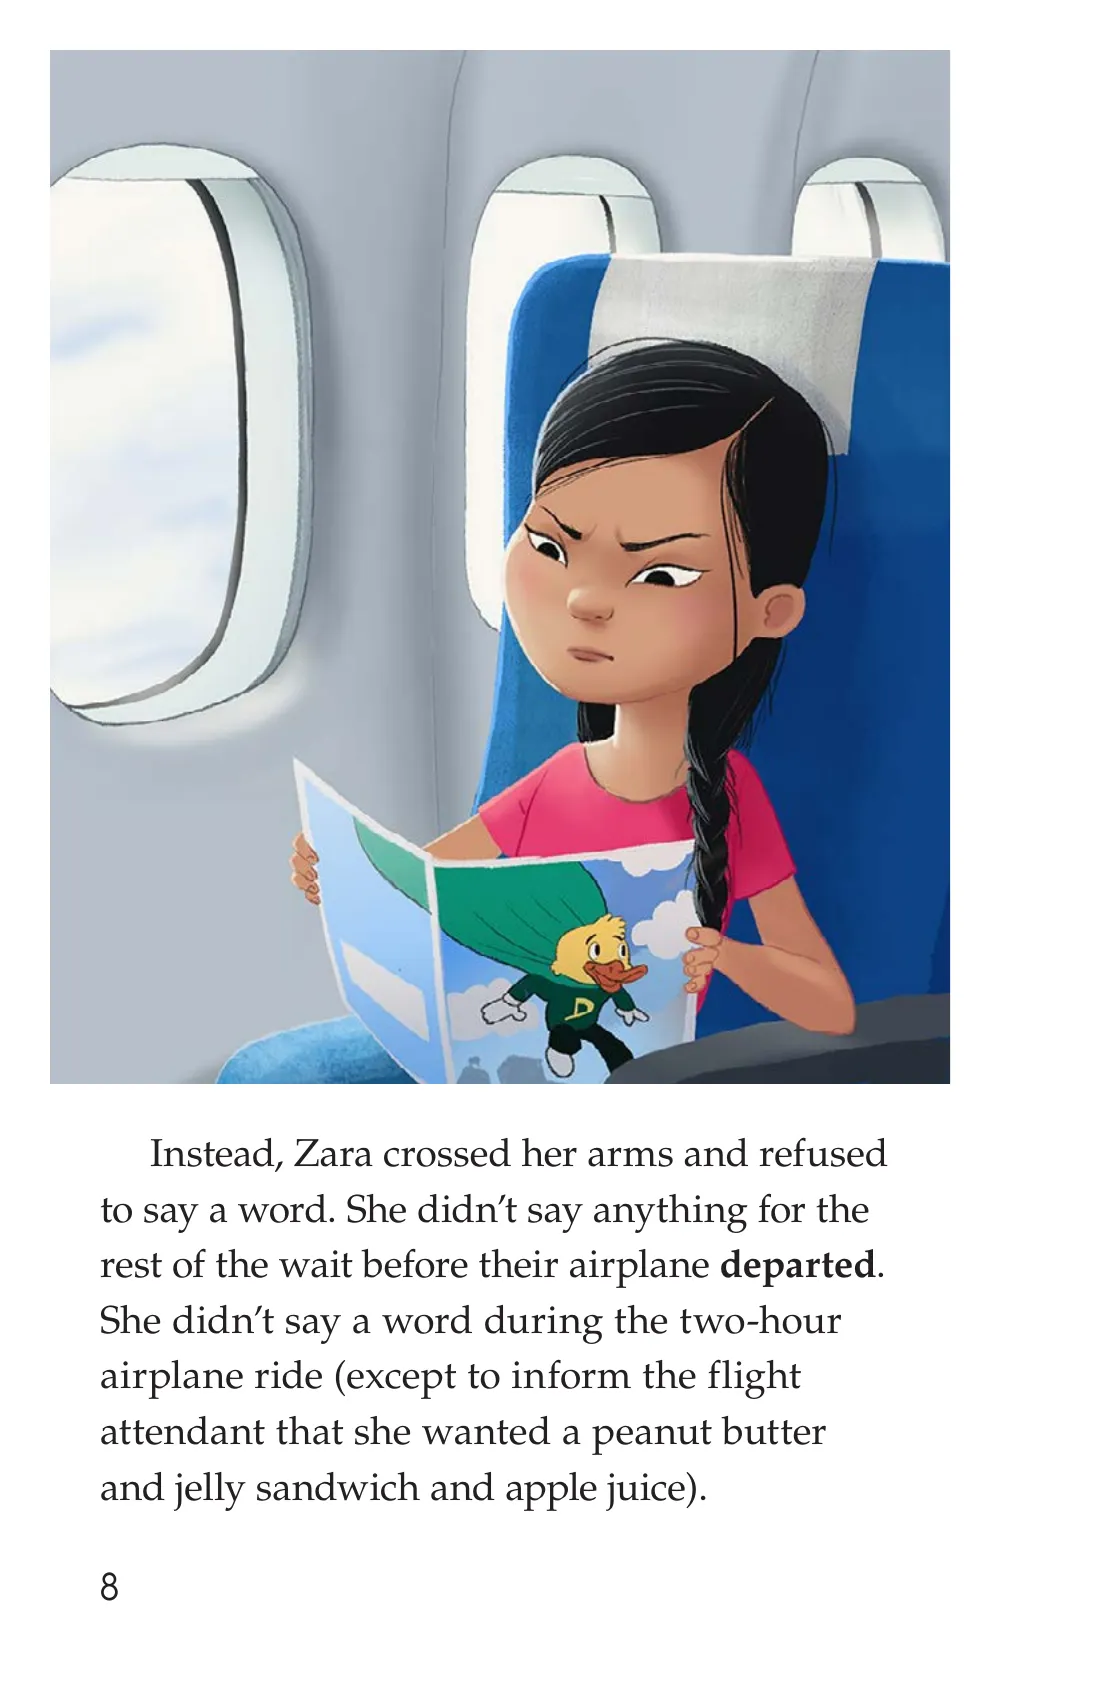 D
Instead, Zara crossed her arms and refused
to say a word. She didn’t say anything for the
rest of the wait before their airplane departed.
She didn’t say a word during the two-hour
airplane ride (except to inform the flight
attendant that she wanted a peanut butter
and jelly sandwich and apple juice).
8